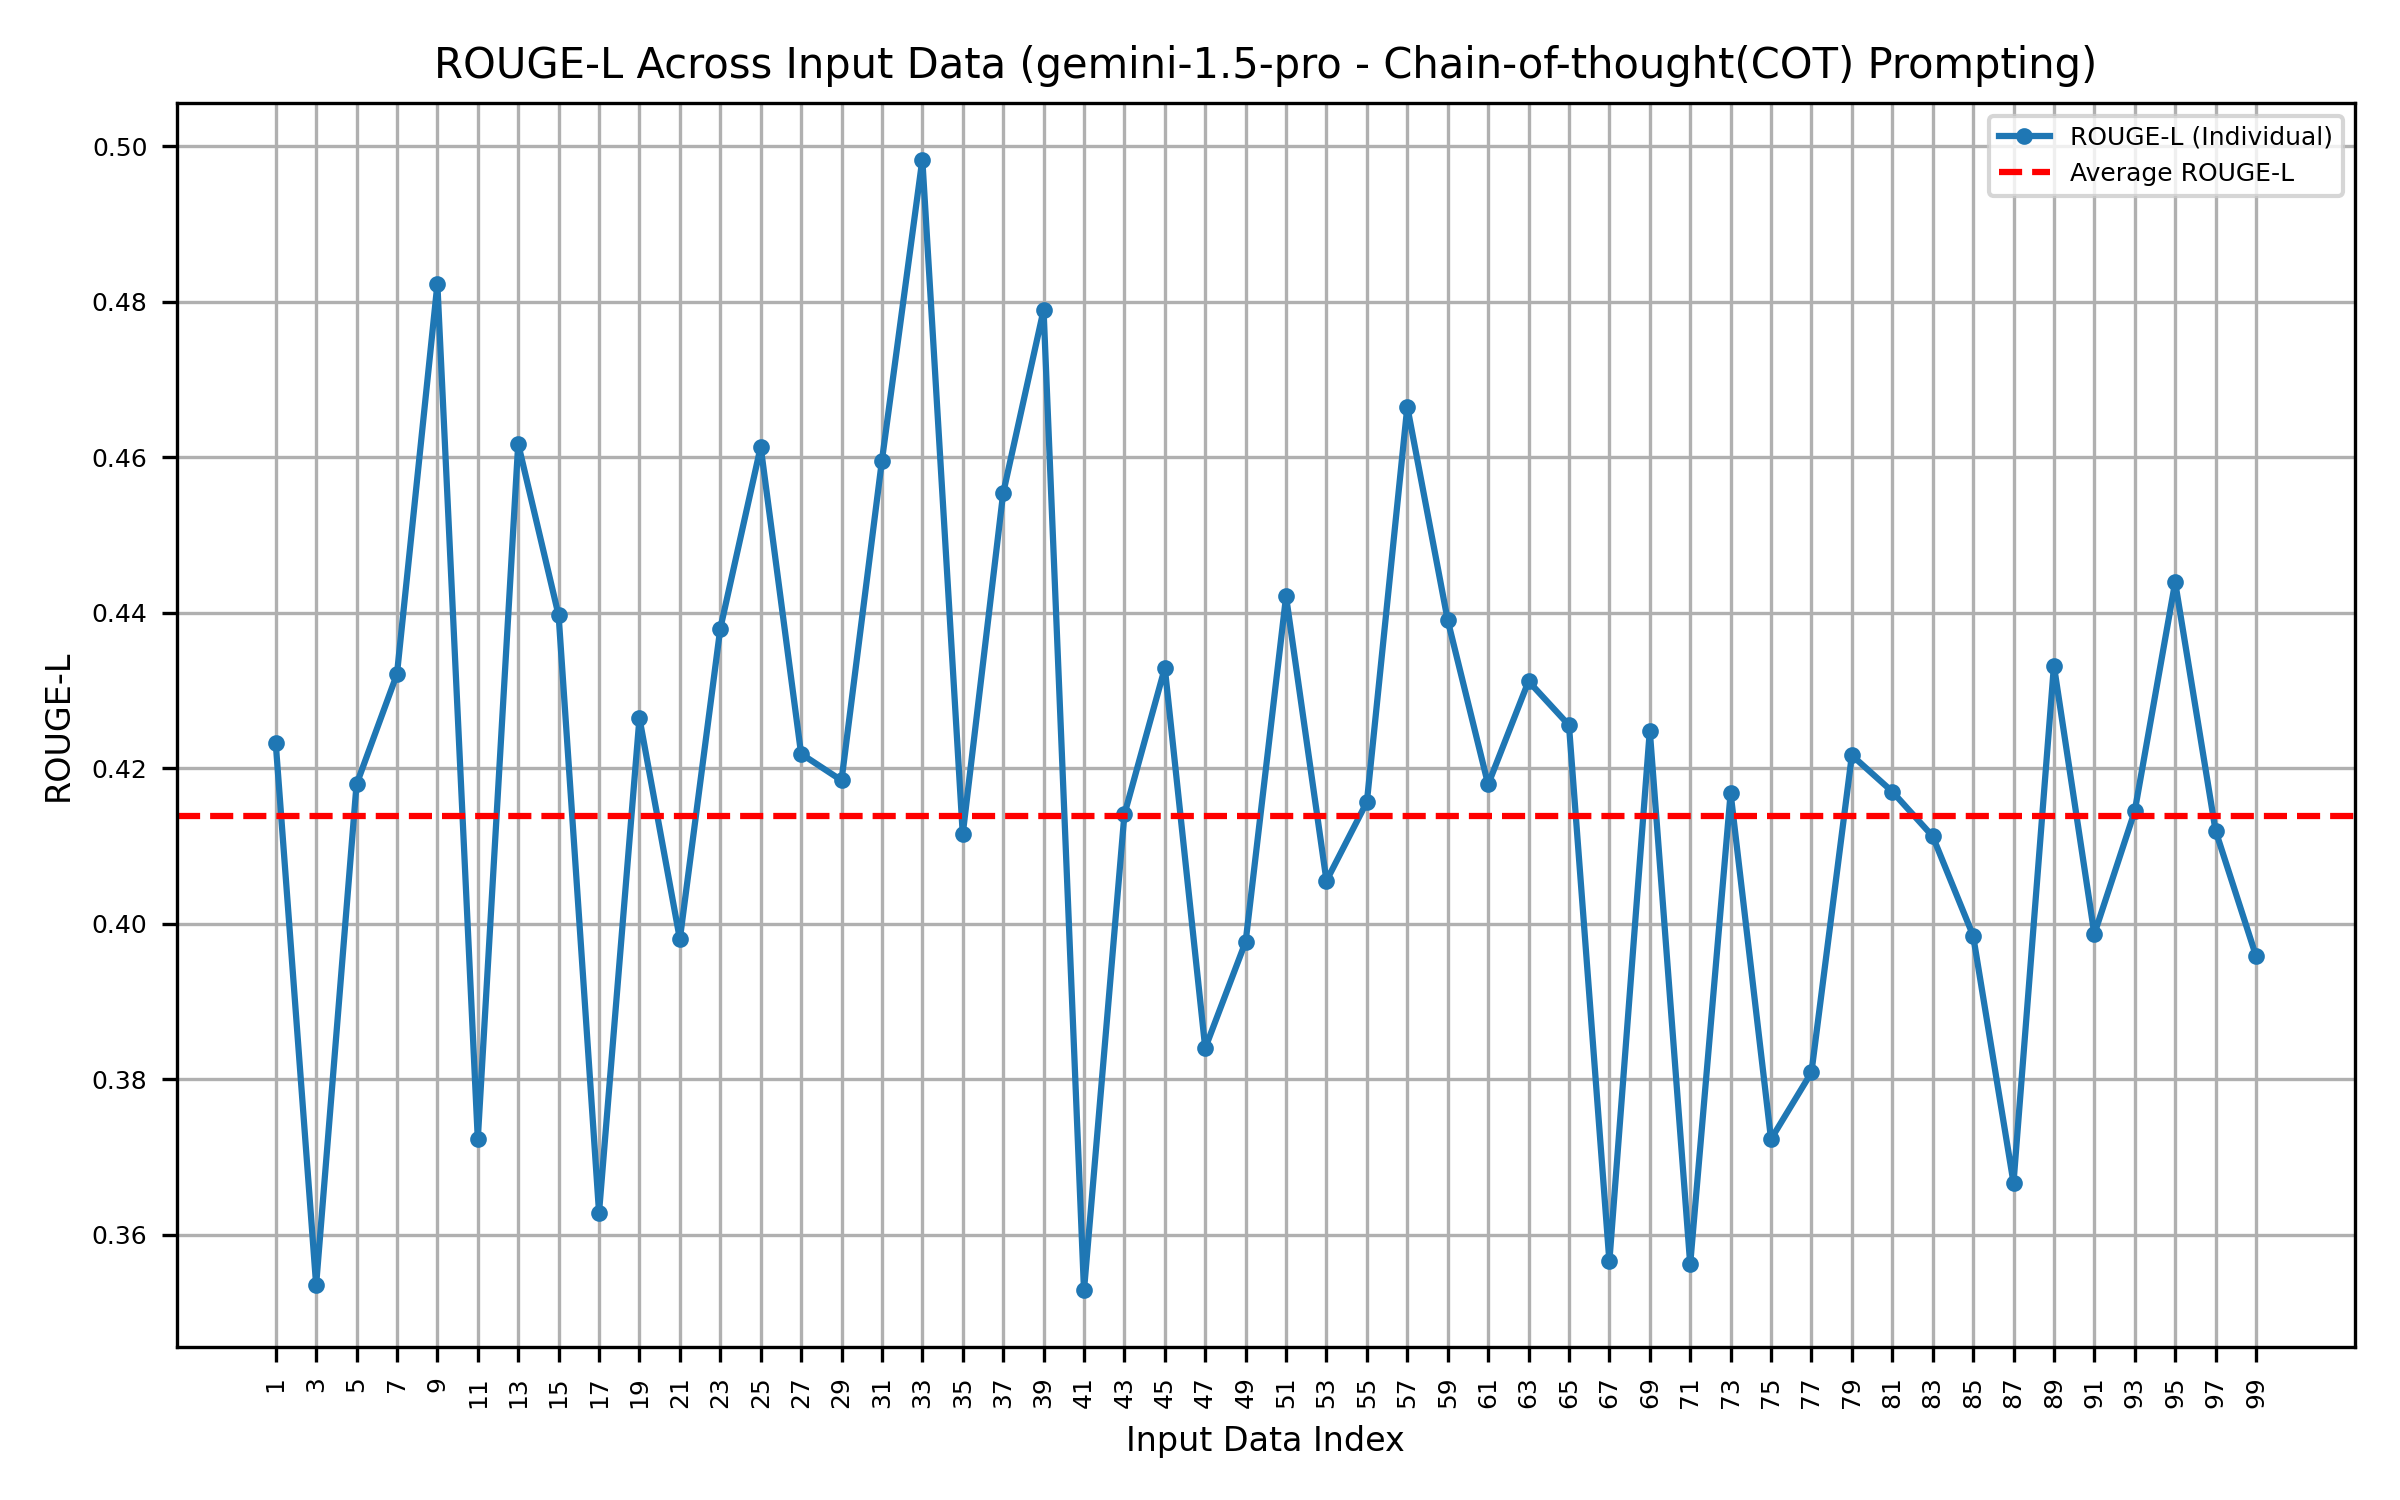 ROUGE-L Across Input Data (gemini-1.5-pro - Chain-of-thought(COT) Prompting)
ROUGE-L (Individual)
Average ROUGE-L
ROUGE-L
0.50
0.48
0.46
0.44
0.42
0.40
0.38
0.36
1 3 5 7 9 11 13 15 17 19 21 23 25 27 29 31 33 35 37 39 41 43 45 47 49 51 53 55 57 59 61 63 65 67 69 71 73 75 77 79 81 83 85 87 89 91 93 95 97 99
Input Data Index